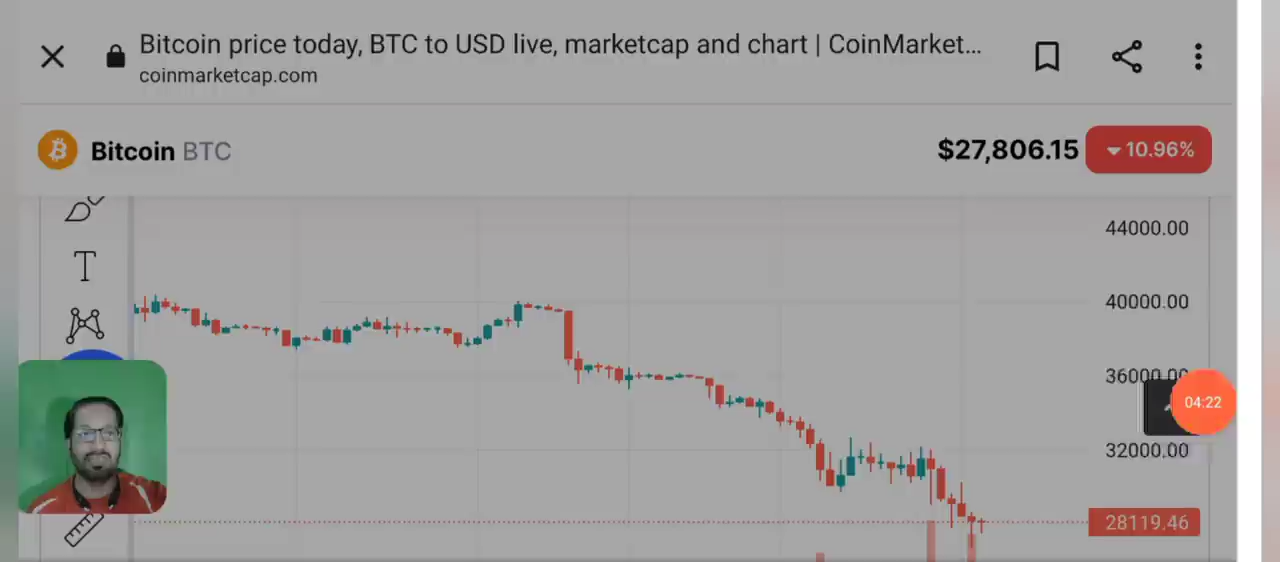 Bitcoin price today, BTC to USD live, marketcap and chart | CoinMarket...
coinmarketcap.com
Bitcoin BTC
$27,806.15
10.96%
44000.00
T
40000.00
36000.00
04:22
32000.00
28119.46